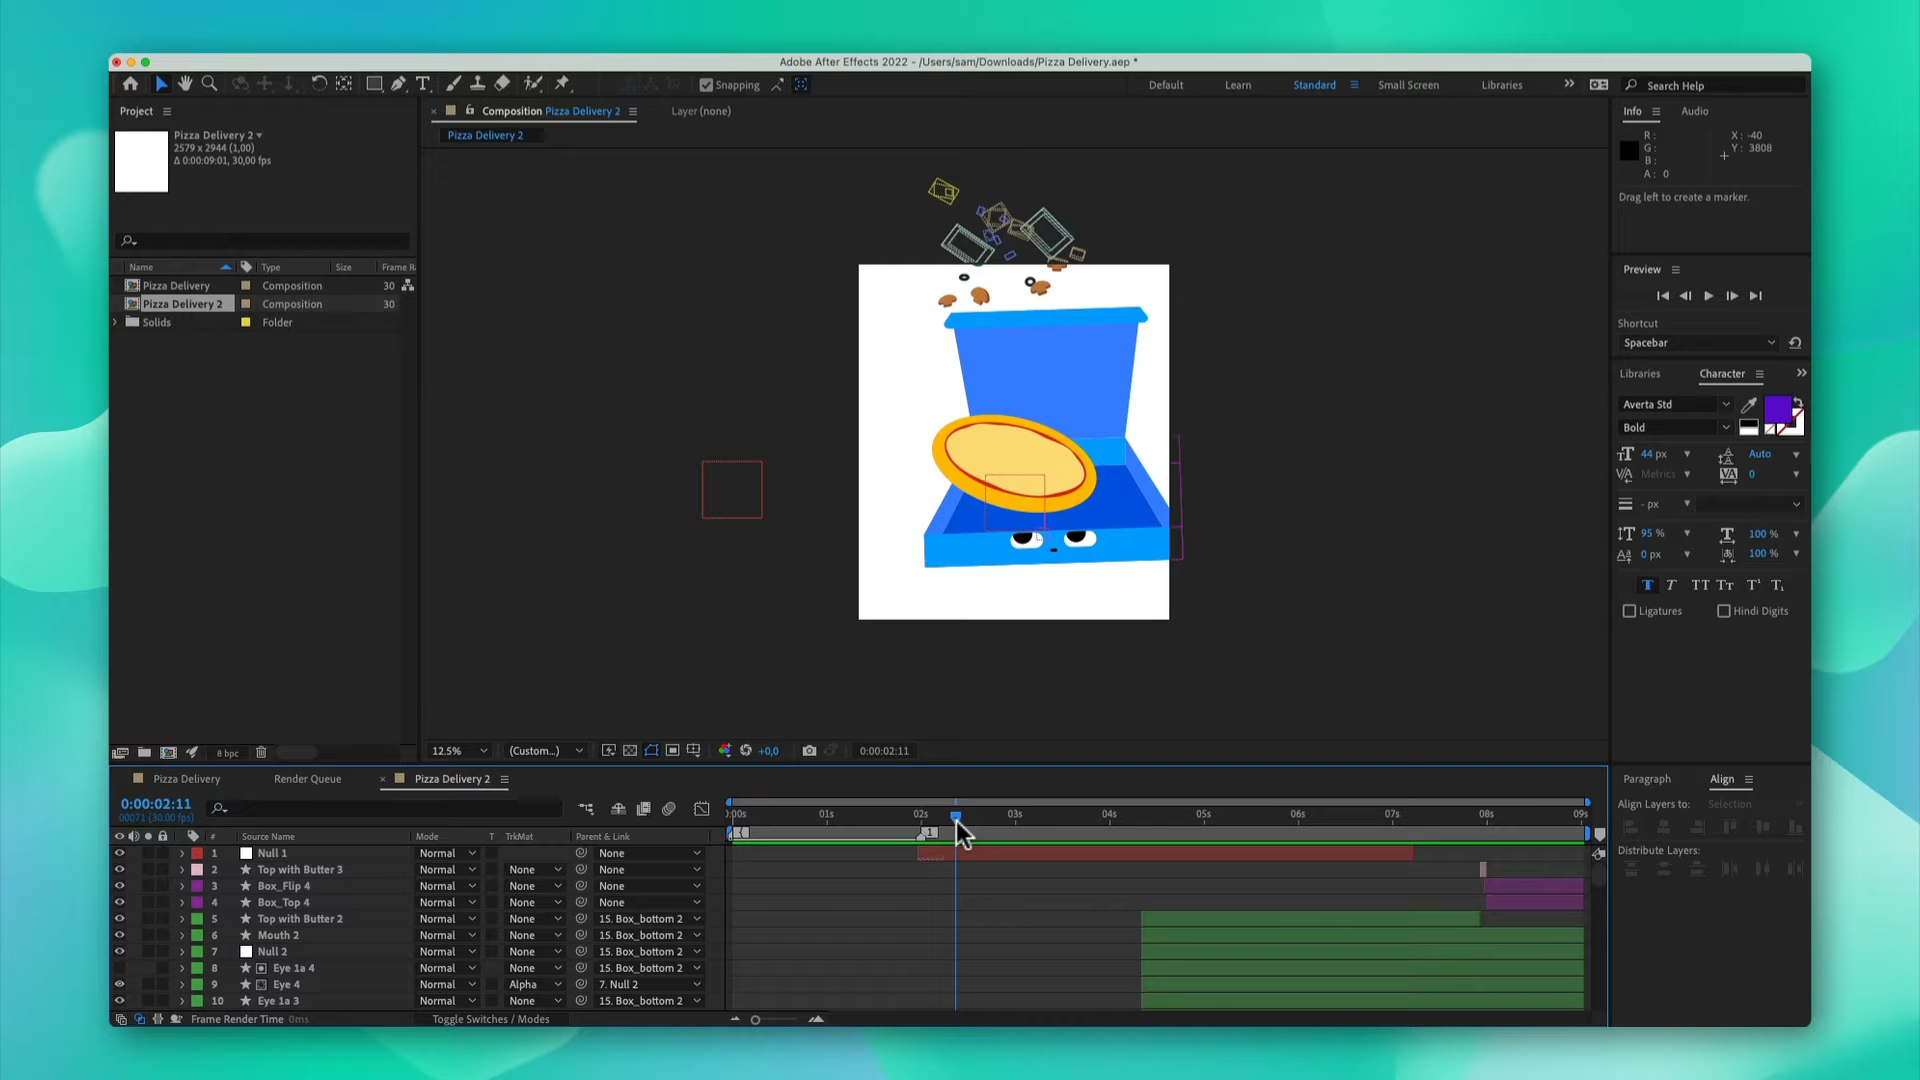 Adobe After Effects 2022 - /Users/sam/Downloads/Pizza Delivery.aep *
Snapping
Default
Learn
Standard
Small Screen
Libraries
Search Help
Project
Pizza Delivery 2
2579 x 2944 (1,00)
Δ 0:00:09:01, 30,00 fps
Name Type Size Frame Ra
Pizza Delivery Composition 30
Pizza Delivery 2 Composition 30
Solids Folder
8 bpc
Composition Pizza Delivery 2
Layer (none)
Pizza Delivery 2
12.5%
(Custom...)
+0,0
0:00:02:11
Info
Audio
R :
G :
B :
A : 0
X : -40
Y : 3808
Drag left to create a marker.
Preview
Shortcut
Spacebar
Libraries
Character
Averta Std
Bold
44 px
Auto
Metrics
0
- px
95 %
100 %
0 px
100 %
T T TT Tr T¹ T₁
Ligatures
Hindi Digits
Paragraph
Align
Align Layers to: Selection
Distribute Layers:
Pizza Delivery
Render Queue
Pizza Delivery 2
0:00:02:11
00071 (30.00 fps)
# Source Name Mode T TrkMat Parent & Link
1 Null 1 Normal None
2 Top with Butter 3 Normal None None
3 Box_Flip 4 Normal None None
4 Box_Top 4 Normal None None
5 Top with Butter 2 Normal None 15. Box_bottom 2
6 Mouth 2 Normal None 15. Box_bottom 2
7 Null 2 Normal None 15. Box_bottom 2
8 Eye 1a 4 Normal None 15. Box_bottom 2
9 Eye 4 Normal Alpha 7. Null 2
10 Eye 1a 3 Normal None 15. Box_bottom 2
Frame Render Time 0ms
Toggle Switches / Modes
:00s 01s 02s 03s 04s 05s 06s 07s 08s 09s
1